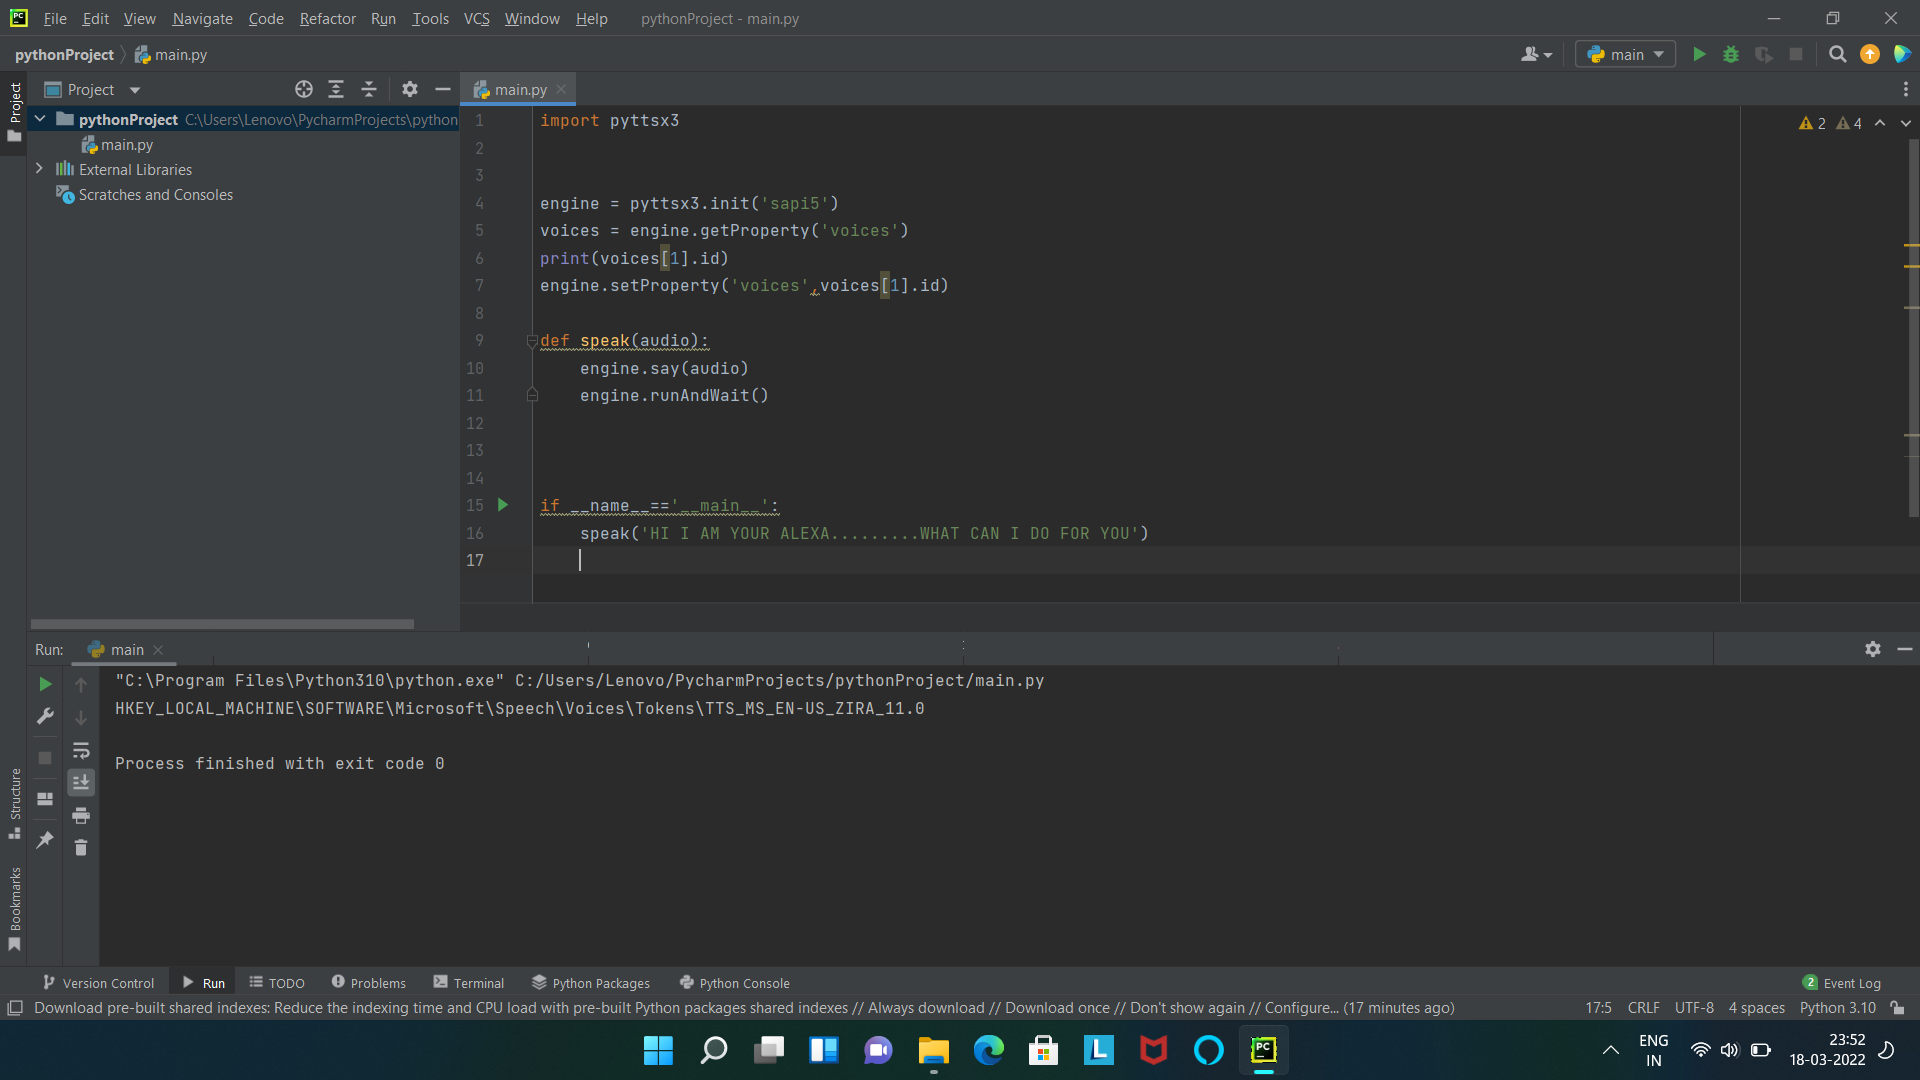 File Edit View Navigate Code Refactor Run Tools VCS Window Help pythonProject - main.py
pythonProject main.py
main
Project
Project
main.py
pythonProject C:\Users\Lenovo\PycharmProjects\python
main.py
External Libraries
Scratches and Consoles
2 4
1 import pyttsx3
2
3
4 engine = pyttsx3.init('sapi5')
5 voices = engine.getProperty('voices')
6 print(voices[1].id)
7 engine.setProperty('voices',voices[1].id)
8
9 def speak(audio):
10 engine.say(audio)
11 engine.runAndWait()
12
13
14
15 if __name__=='__main__':
16 speak('HI I AM YOUR ALEXA.........WHAT CAN I DO FOR YOU')
17
Run: main
"C:\Program Files\Python310\python.exe" C:/Users/Lenovo/PycharmProjects/pythonProject/main.py
HKEY_LOCAL_MACHINE\SOFTWARE\Microsoft\Speech\Voices\Tokens\TTS_MS_EN-US_ZIRA_11.0
Process finished with exit code 0
Structure
Bookmarks
Version Control Run TODO Problems Terminal Python Packages Python Console 2 Event Log
Download pre-built shared indexes: Reduce the indexing time and CPU load with pre-built Python packages shared indexes // Always download // Download once // Don't show again // Configure... (17 minutes ago) 17:5 CRLF UTF-8 4 spaces Python 3.10
ENG
IN
23:52
18-03-2022